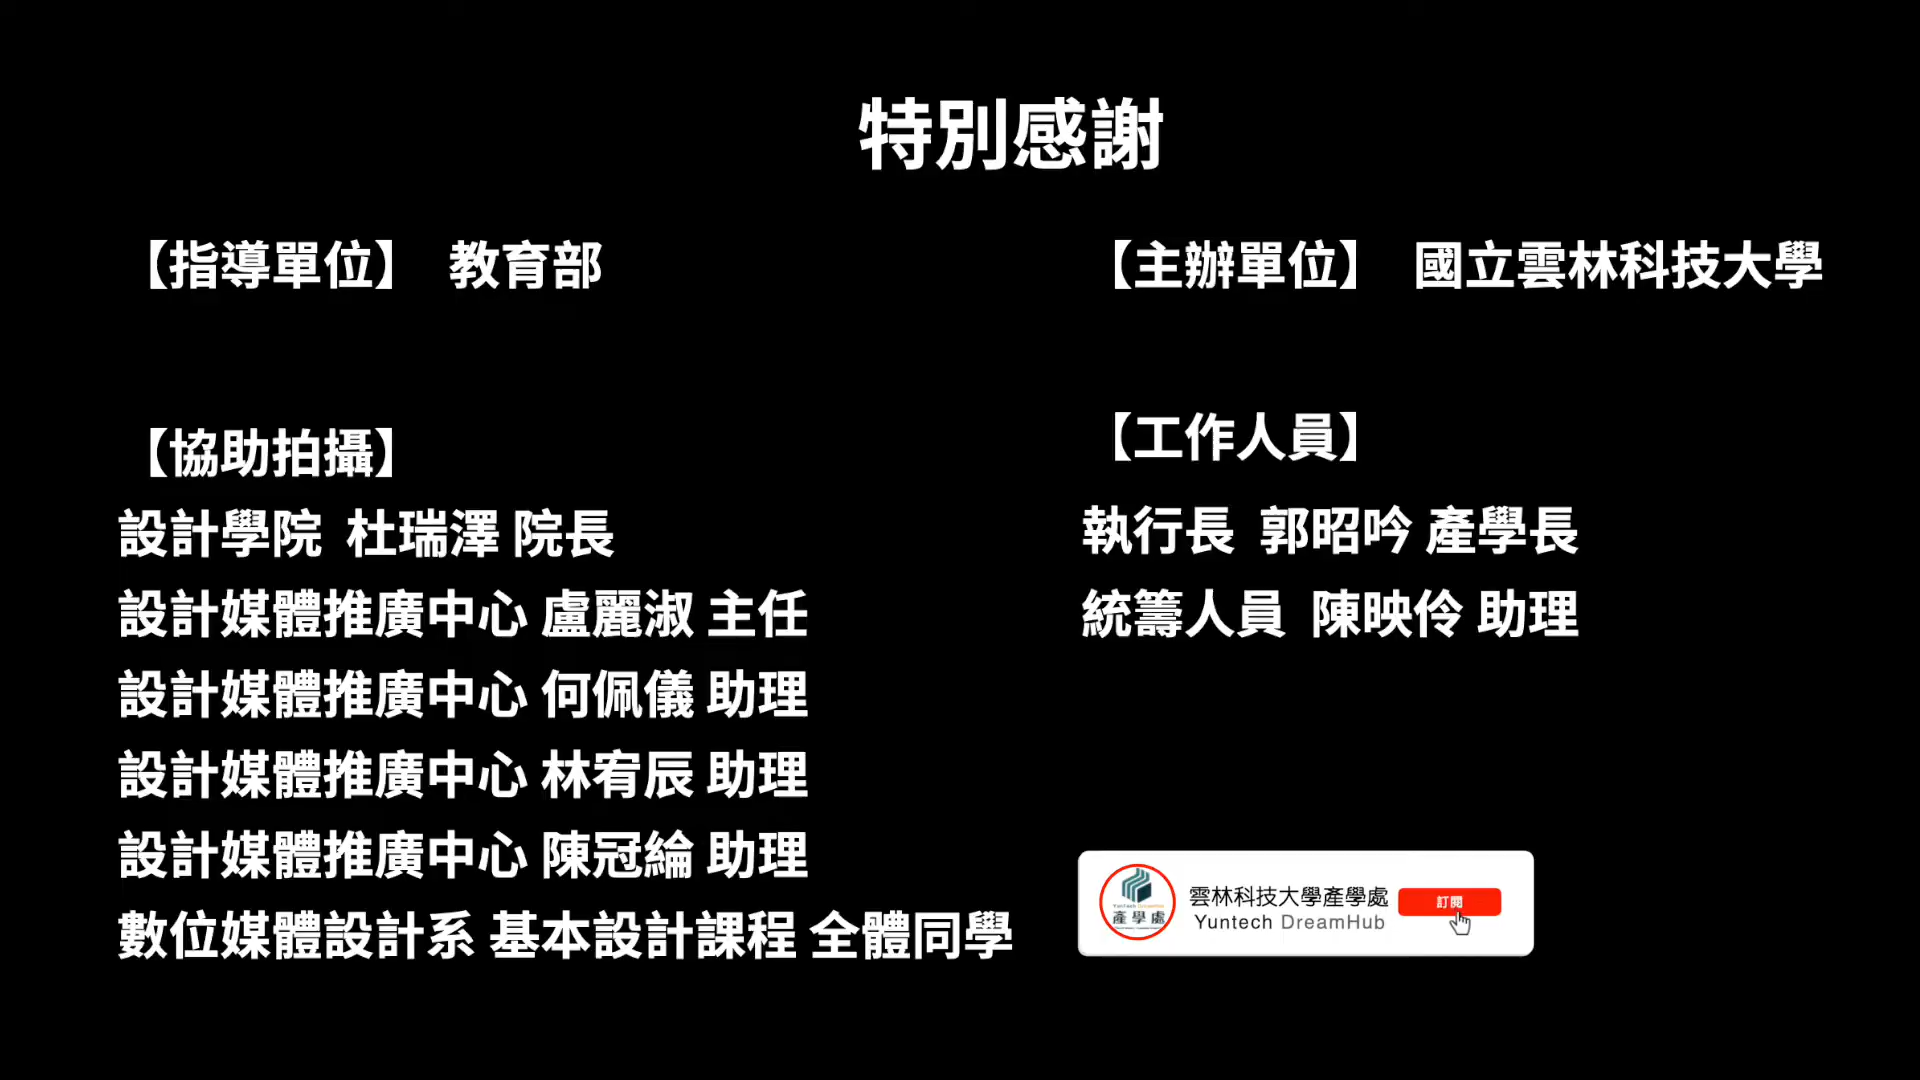 特別感謝
【指導單位】 教育部
【協助拍攝】
設計學院 杜瑞澤 院長
設計媒體推廣中心 盧麗淑 主任
設計媒體推廣中心 何佩儀 助理
設計媒體推廣中心 林宥辰 助理
設計媒體推廣中心 陳冠綸 助理
數位媒體設計系 基本設計課程 全體同學
【主辦單位】 國立雲林科技大學
【工作人員】
執行長 郭昭吟 產學長
統籌人員 陳映伶 助理
產學處
雲林科技大學產學處
Yuntech DreamHub
訂閱